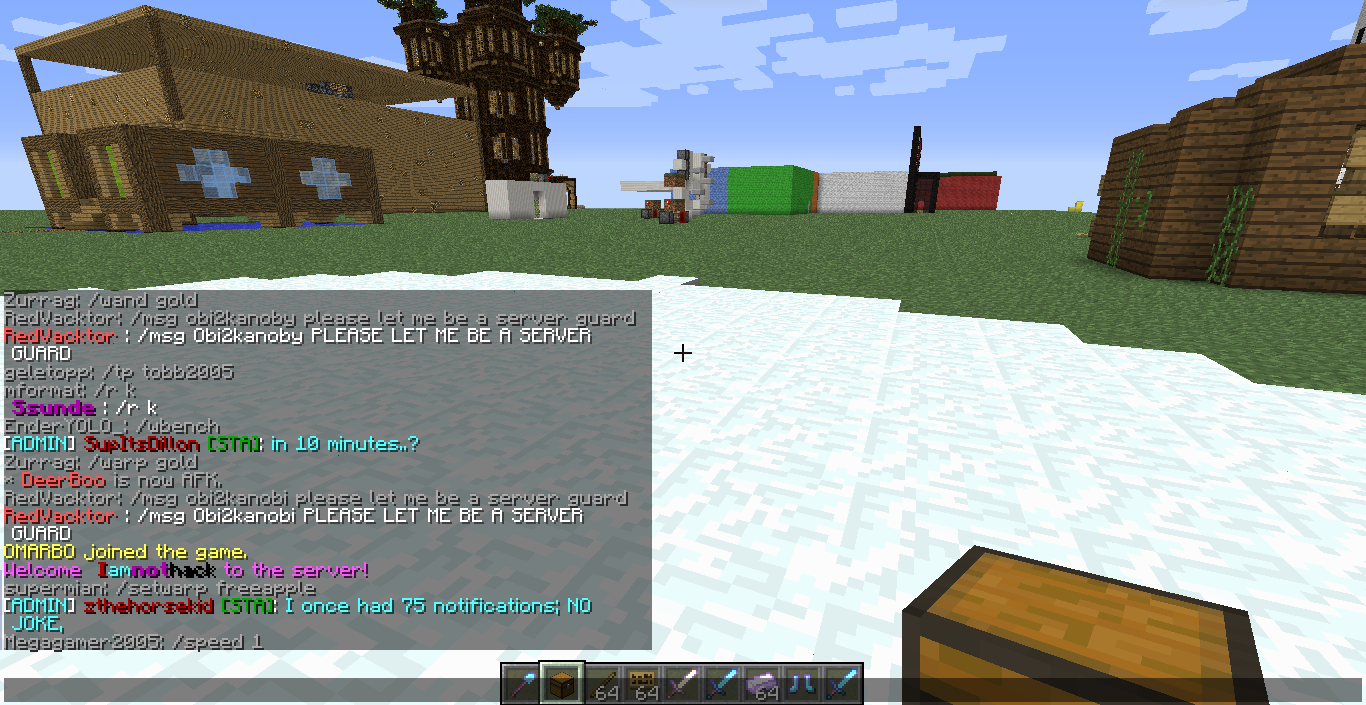 Zurrag: /wand gold
RedVacktor: /msg obi2kanoby please let me be a server guard
RedVacktor : /msg Obi2kanoby PLEASE LET ME BE A SERVER
GUARD
geletopp: /tp tobb2005
mformat: /r k
Ssunde : /r k
EnderYOLO_: /wbench
[ADMIN] SupItsDillon [STA]: in 10 minutes..?
Zurrag: /warp gold
* DeerBoo is now AFK.
RedVacktor: /msg obi2kanobi please let me be a server guard
RedVacktor : /msg Obi2kanobi PLEASE LET ME BE A SERVER
GUARD
OMARBO joined the game.
Welcome Iamnothack to the server!
supermian: /setwarp freeapple
[ADMIN] zthehorsekid [STA]: I once had 75 notifications; NO
JOKE,
Megagamer2005: /speed 1
64 64 64